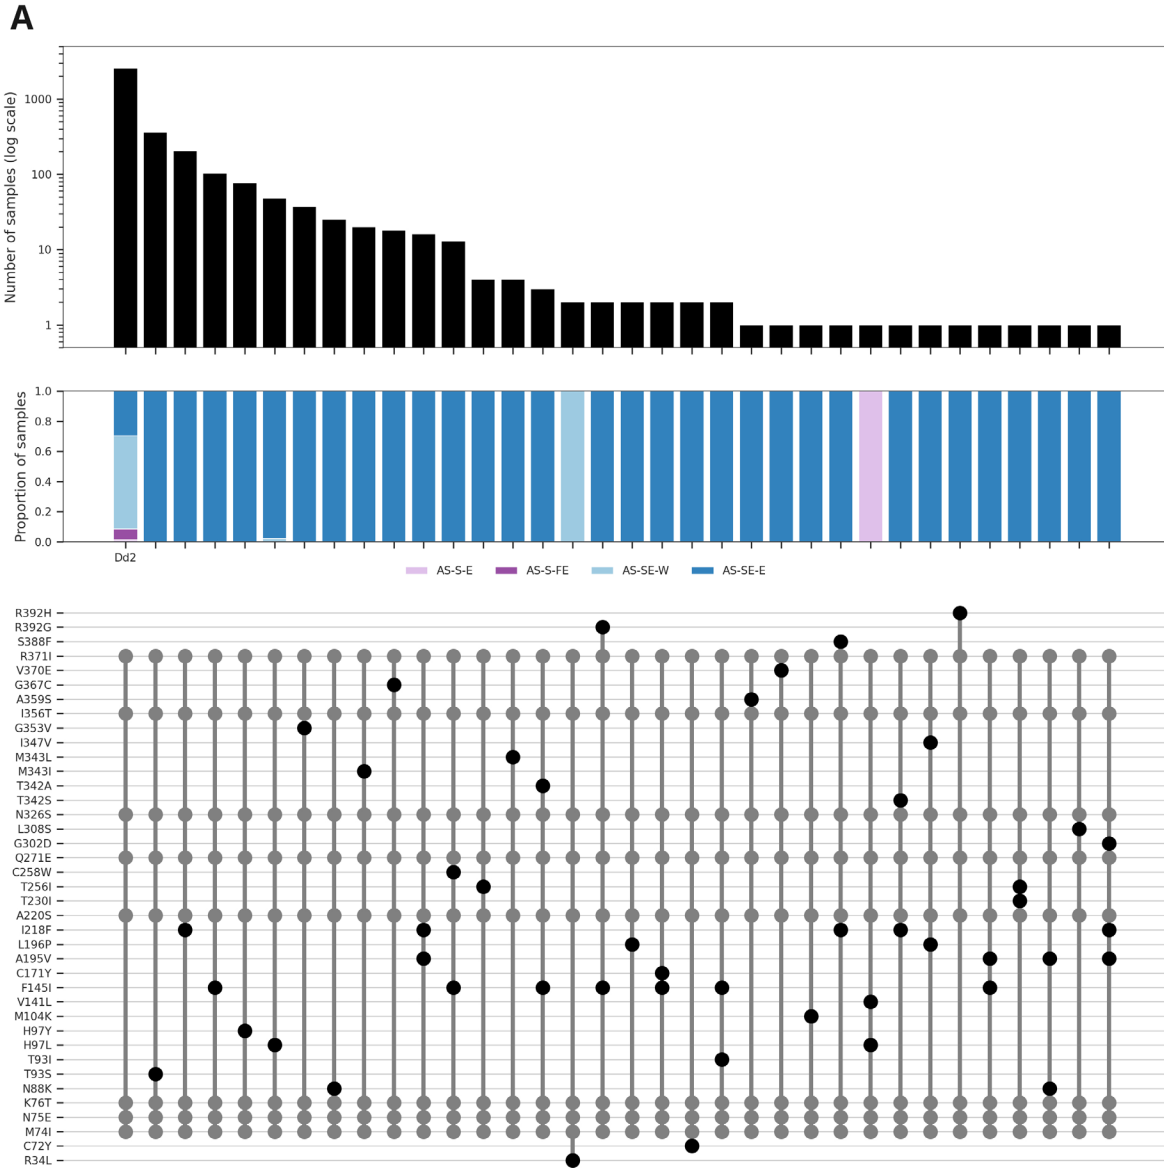 A
Number of samples (log scale)
1000
100
10
1
Proportion of samples
1.0
0.8
0.6
0.4
0.2
0.0
Dd2
AS-S-E AS-S-FE AS-SE-W AS-SE-E
R392H
R392G
S388F
R371I
V370E
G367C
A359S
I356T
G353V
I347V
M343L
M343I
T342A
T342S
N326S
L308S
G302D
Q271E
C258W
T256I
T230I
A220S
I218F
L196P
A195V
C171Y
F145I
V141L
M104K
H97Y
H97L
T93I
T93S
N88K
K76T
N75E
M74I
C72Y
R34L